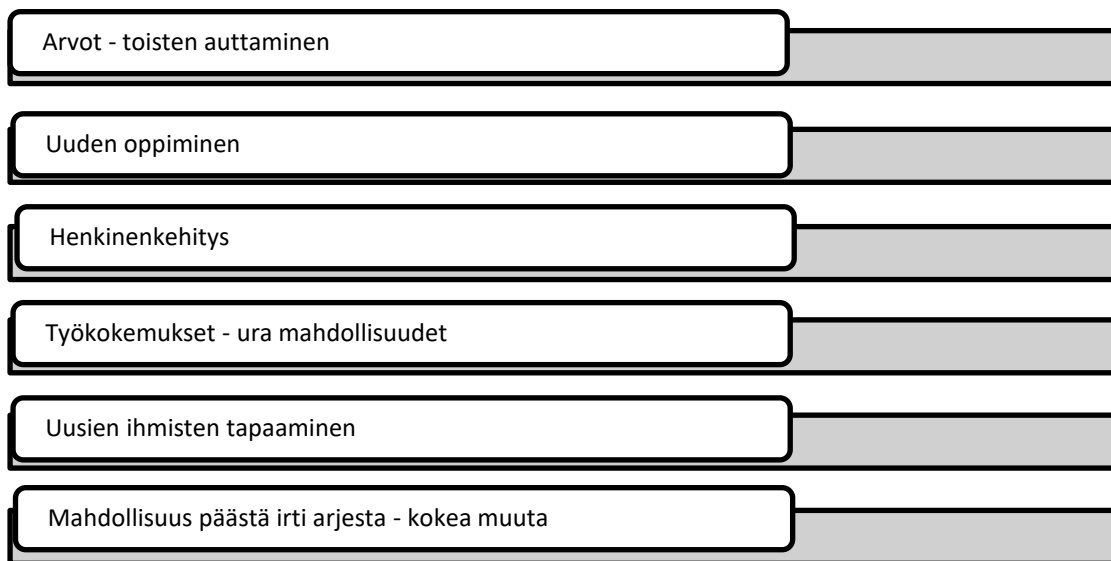 Arvot - toisten auttaminen
Uuden oppiminen
Henkinenkehitys
Työkokemukset - ura mahdollisuudet
Uusien ihmisten tapaaminen
Mahdollisuus päästä irti arjesta - kokea muuta